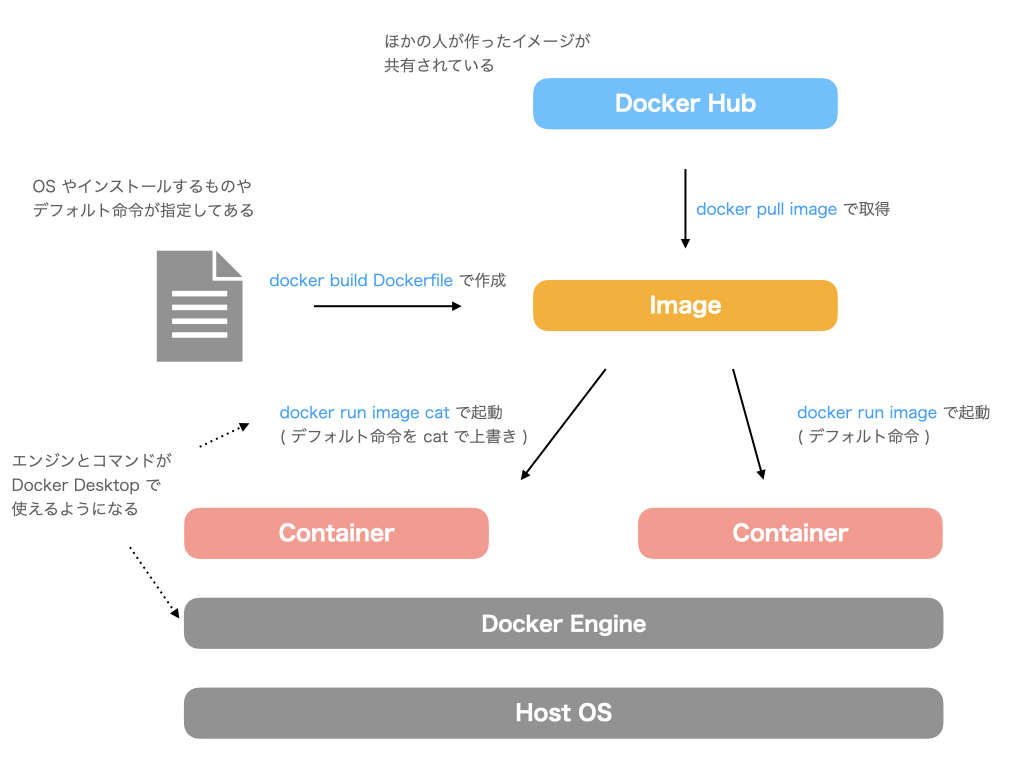 ほかの人が作ったイメージが
共有されている
Docker Hub
OS やインストールするものや
デフォルト命令が指定してある
docker pull image で取得
docker build Dockerfile で作成
Image
docker run image cat で起動
( デフォルト命令を cat で上書き )
docker run image で起動
( デフォルト命令 )
エンジンとコマンドが
Docker Desktop で
使えるようになる
Container
Container
Docker Engine
Host OS